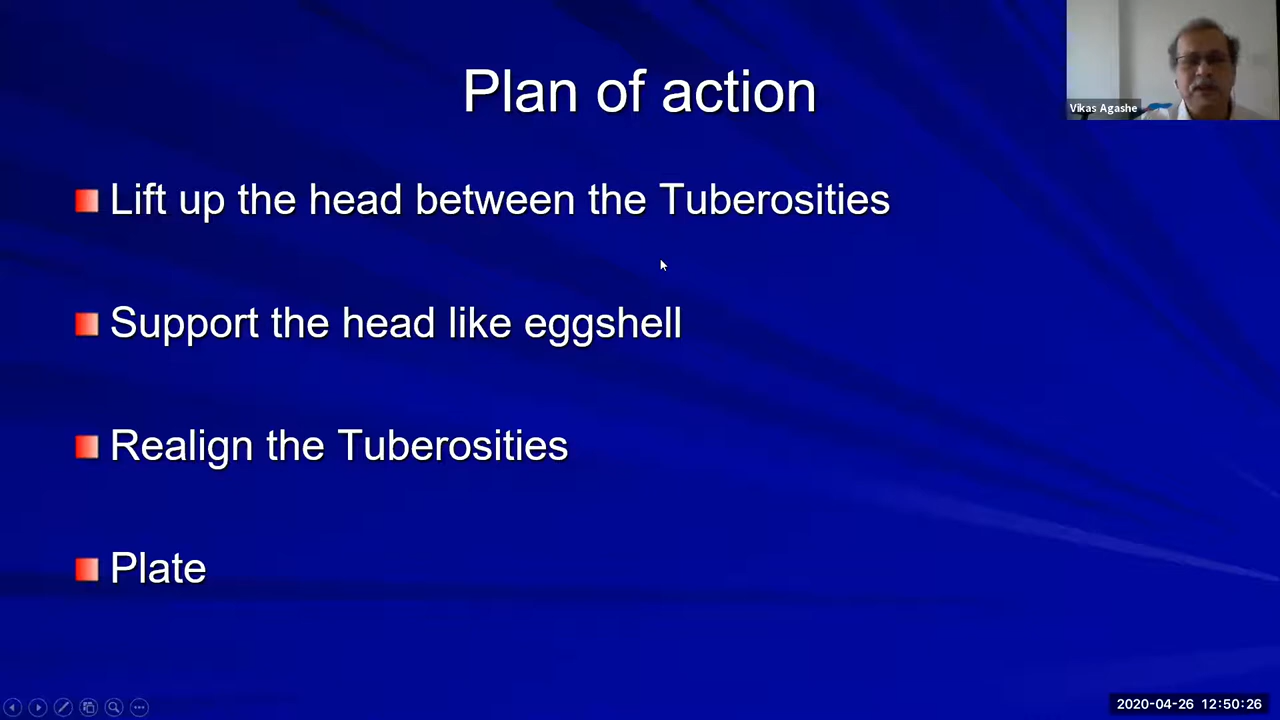 Plan of action
Vikas Agashe
Lift up the head between the Tuberosities
Support the head like eggshell
Realign the Tuberosities
Plate
2020-04-26 12:50:26